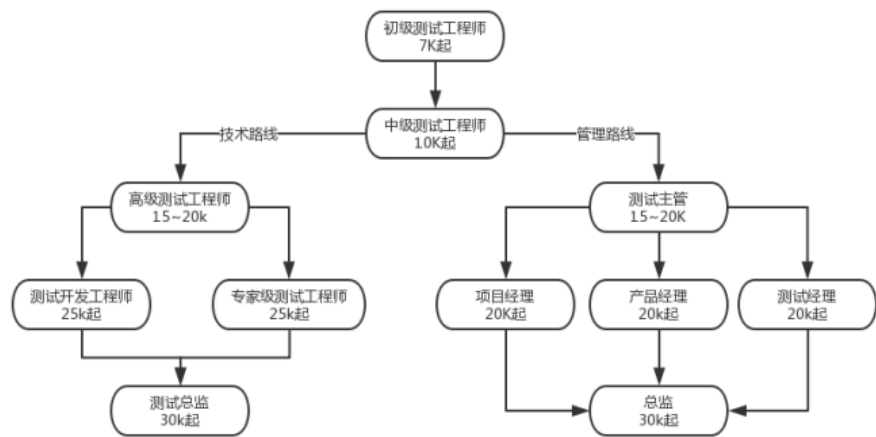 初级测试工程师
7K起
中级测试工程师
10K起
技术路线
管理路线
高级测试工程师
15~20k
测试主管
15~20K
测试开发工程师
25k起
专家级测试工程师
25k起
项目经理
20K起
产品经理
20k起
测试经理
20k起
测试总监
30k起
总监
30k起